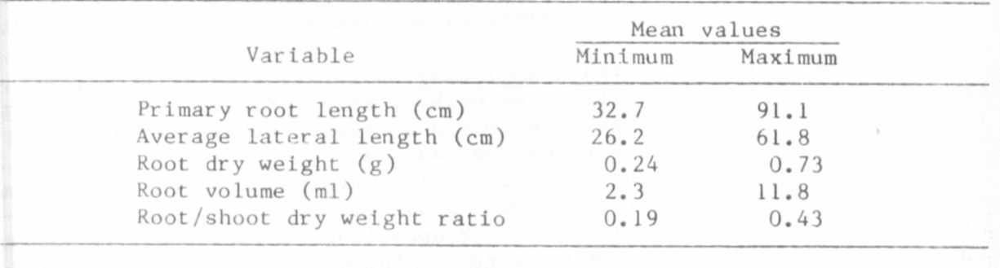 Mean values
Variable Minimum Maximum
Primary root length (cm) 32.7 91.1
Average lateral length (cm) 26.2 61.8
Root dry weight (g) 0.24 0.73
Root volume (ml) 2.3 11.8
Root/shoot dry weight ratio 0.19 0.43